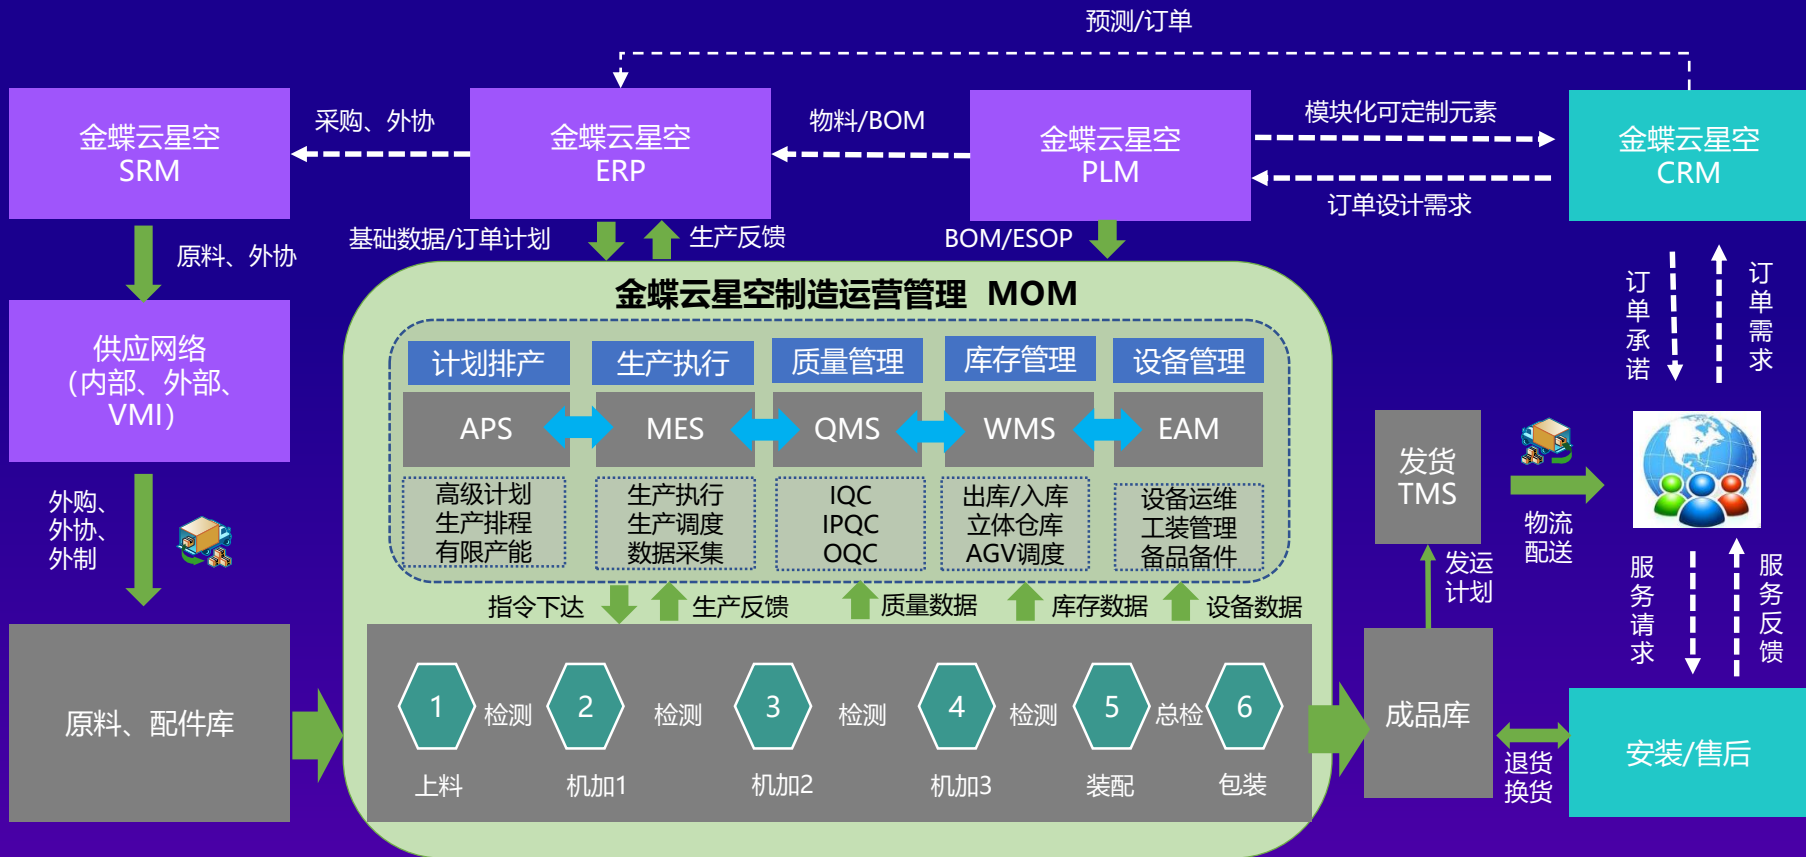 预测/订单
金蝶云星空
SRM
采购、外协
金蝶云星空
ERP
物料/BOM
金蝶云星空
PLM
模块化可定制元素
订单设计需求
金蝶云星空
CRM
原料、外协
基础数据/订单计划
生产反馈
BOM/ESOP
订单承诺
订单需求
供应网络
（内部、外部、
VMI）
金蝶云星空制造运营管理 MOM
计划排产
生产执行
质量管理
库存管理
设备管理
APS
MES
QMS
WMS
EAM
高级计划
生产排程
有限产能
生产执行
生产调度
数据采集
IQC
IPQC
OQC
出库/入库
立体仓库
AGV调度
设备运维
工装管理
备品备件
外购、
外协、
外制
发货
TMS
物流
配送
发运
计划
服务请求
服务反馈
指令下达
生产反馈
质量数据
库存数据
设备数据
原料、配件库
1
检测
2
检测
3
检测
4
检测
5
总检
6
上料
机加1
机加2
机加3
装配
包装
成品库
退货
换货
安装/售后